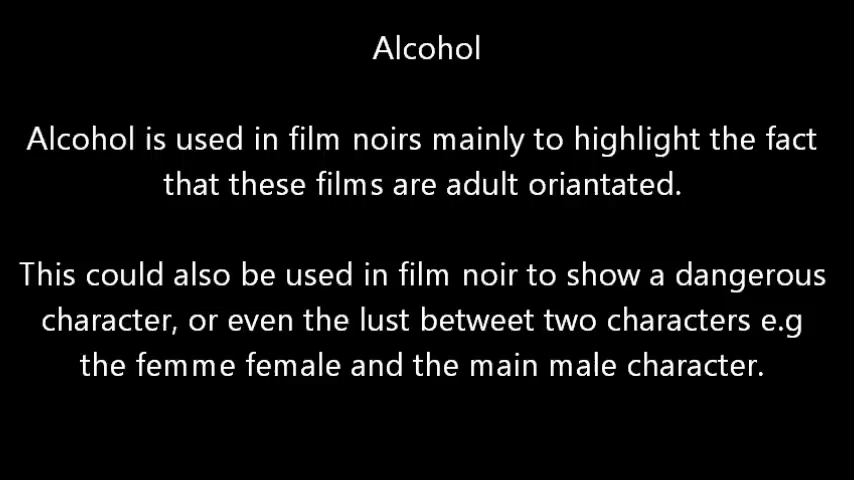 Alcohol
Alcohol is used in film noirs mainly to highlight the fact
that these films are adult oriantated.
This could also be used in film noir to show a dangerous
character, or even the lust betweet two characters e.g
the femme female and the main male character.